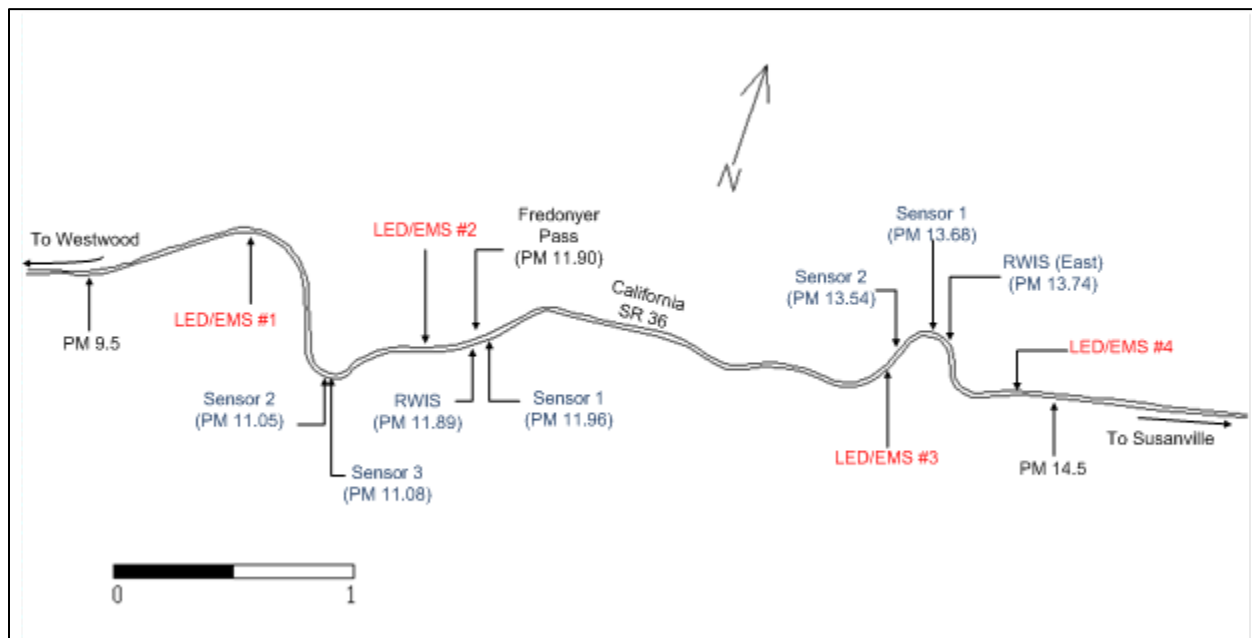 N
Sensor 1
(PM 13.68)
Fredonyer
Pass
(PM 11.90)
LED/EMS #2
To Westwood
RWIS (East)
(PM 13.74)
Sensor 2
(PM 13.54)
California
SR 36
LED/EMS #1
PM 9.5
LED/EMS #4
Sensor 2
(PM 11.05)
RWIS
(PM 11.89)
Sensor 1
(PM 11.96)
To Susanville
LED/EMS #3
PM 14.5
Sensor 3
(PM 11.08)
0
1